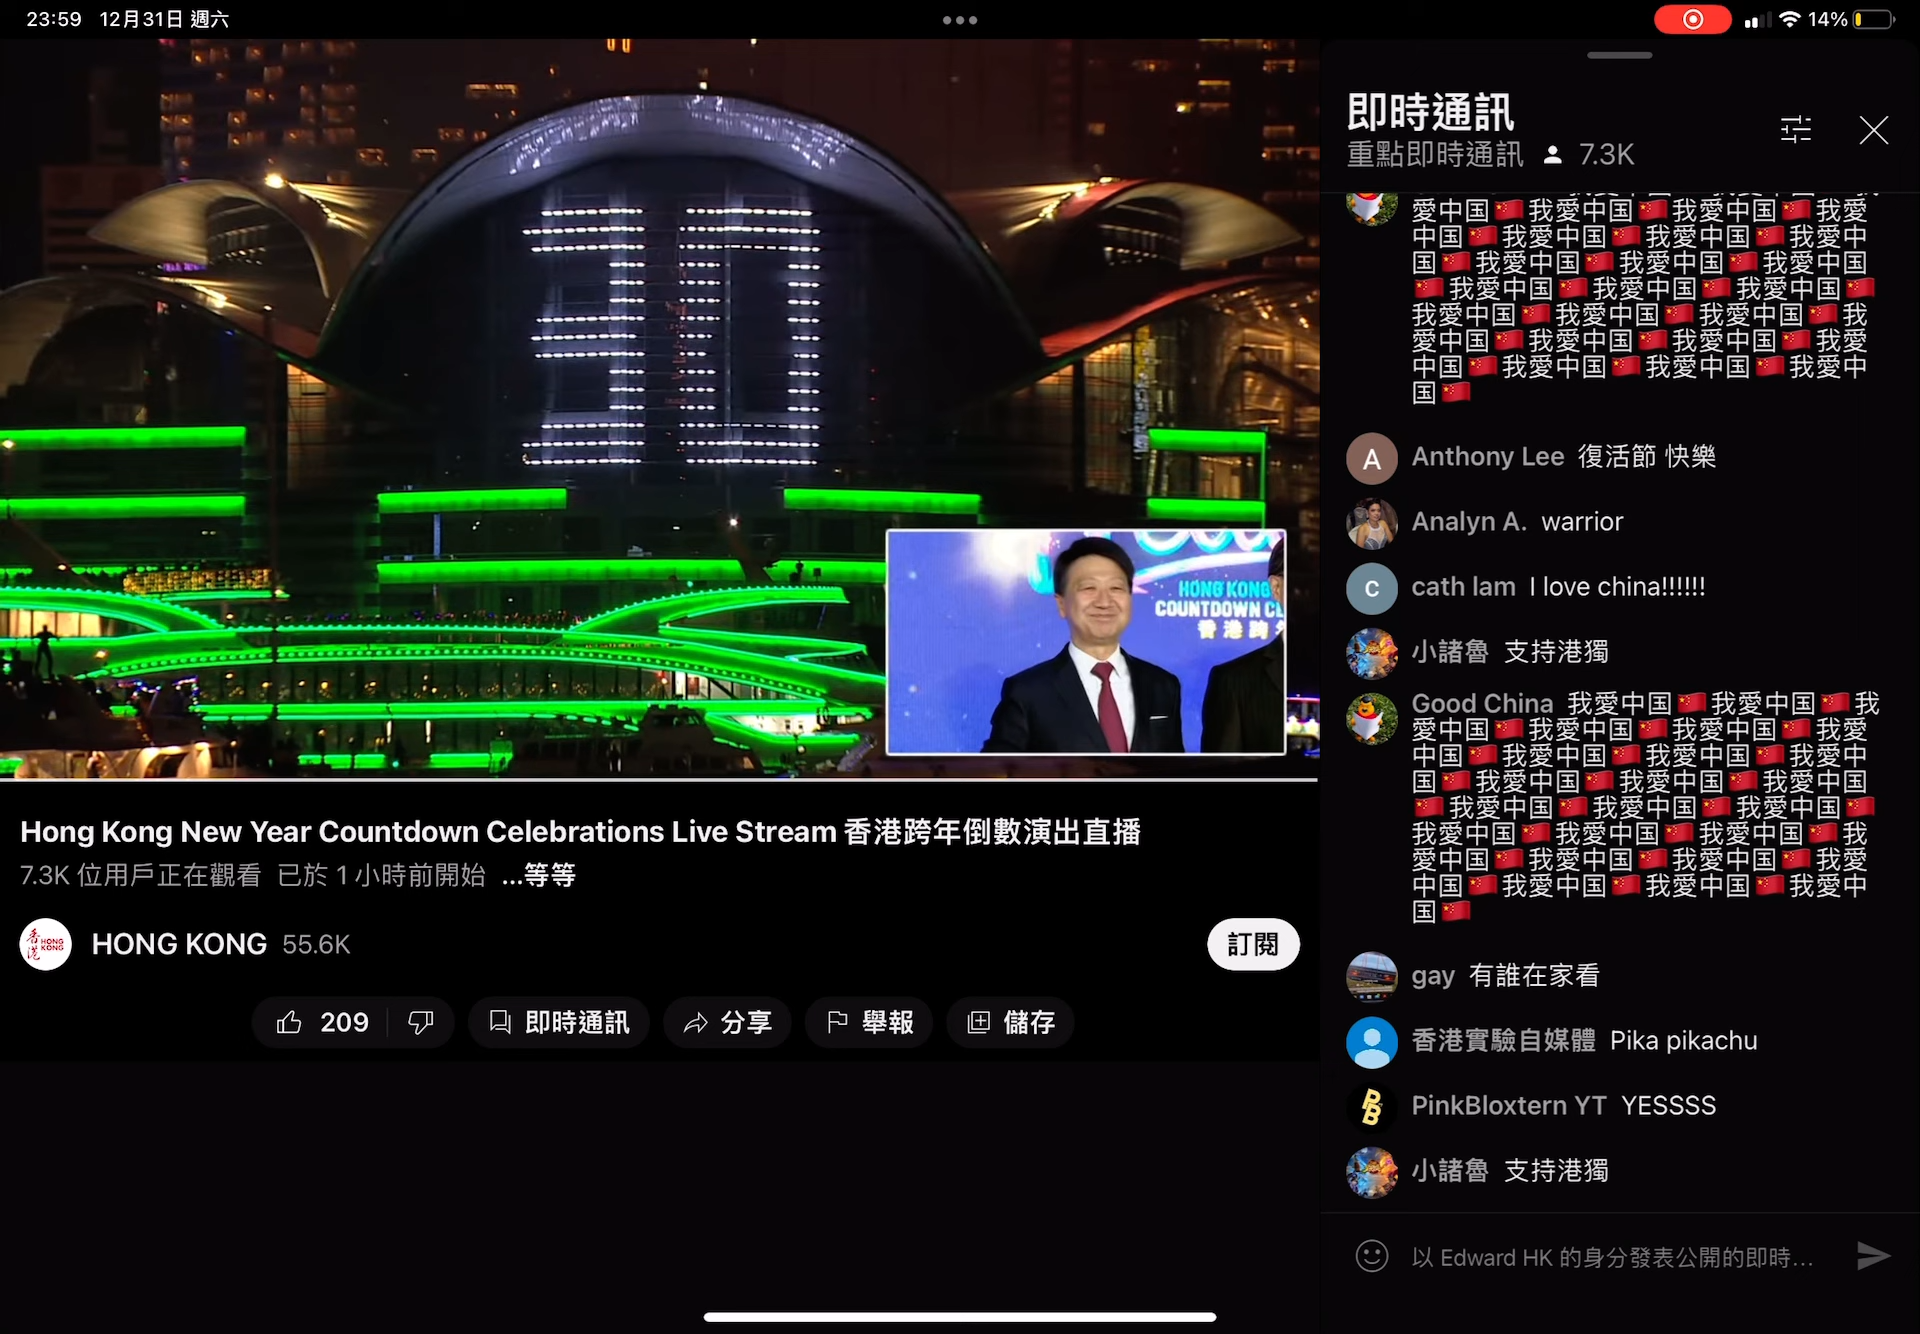 23:59 12月31日 週六
14%
30
HONG KONG
COUNTDOWN
香港跨
Hong Kong New Year Countdown Celebrations Live Stream 香港跨年倒數演出直播
7.3K 位用戶正在觀看 已於 1 小時前開始 ...等等
香港 HONG KONG
HONG KONG 55.6K
訂閱
209
即時通訊
分享
舉報
儲存
即時通訊
重點即時通訊 7.3K
愛中国🇨🇳我愛中国🇨🇳我愛中国🇨🇳我愛
中国🇨🇳我愛中国🇨🇳我愛中国🇨🇳我愛中
国🇨🇳我愛中国🇨🇳我愛中国🇨🇳我愛中国
🇨🇳我愛中国🇨🇳我愛中国🇨🇳我愛中国🇨🇳
我愛中国🇨🇳我愛中国🇨🇳我愛中国🇨🇳我
愛中国🇨🇳我愛中国🇨🇳我愛中国🇨🇳我愛
中国🇨🇳我愛中国🇨🇳我愛中国🇨🇳我愛中
国🇨🇳
A Anthony Lee 復活節 快樂
Analyn A. warrior
c cath lam I love china!!!!!!
小諸魯 支持港獨
Good China 我愛中国🇨🇳我愛中国🇨🇳我
愛中国🇨🇳我愛中国🇨🇳我愛中国🇨🇳我愛
中国🇨🇳我愛中国🇨🇳我愛中国🇨🇳我愛中
国🇨🇳我愛中国🇨🇳我愛中国🇨🇳我愛中国
🇨🇳我愛中国🇨🇳我愛中国🇨🇳我愛中国🇨🇳
我愛中国🇨🇳我愛中国🇨🇳我愛中国🇨🇳我
愛中国🇨🇳我愛中国🇨🇳我愛中国🇨🇳我愛
中国🇨🇳我愛中国🇨🇳我愛中国🇨🇳我愛中
国🇨🇳
gay 有誰在家看
香港實驗自媒體 Pika pikachu
PinkBloxtern YT YESSSS
小諸魯 支持港獨
以 Edward HK 的身分發表公開的即時...